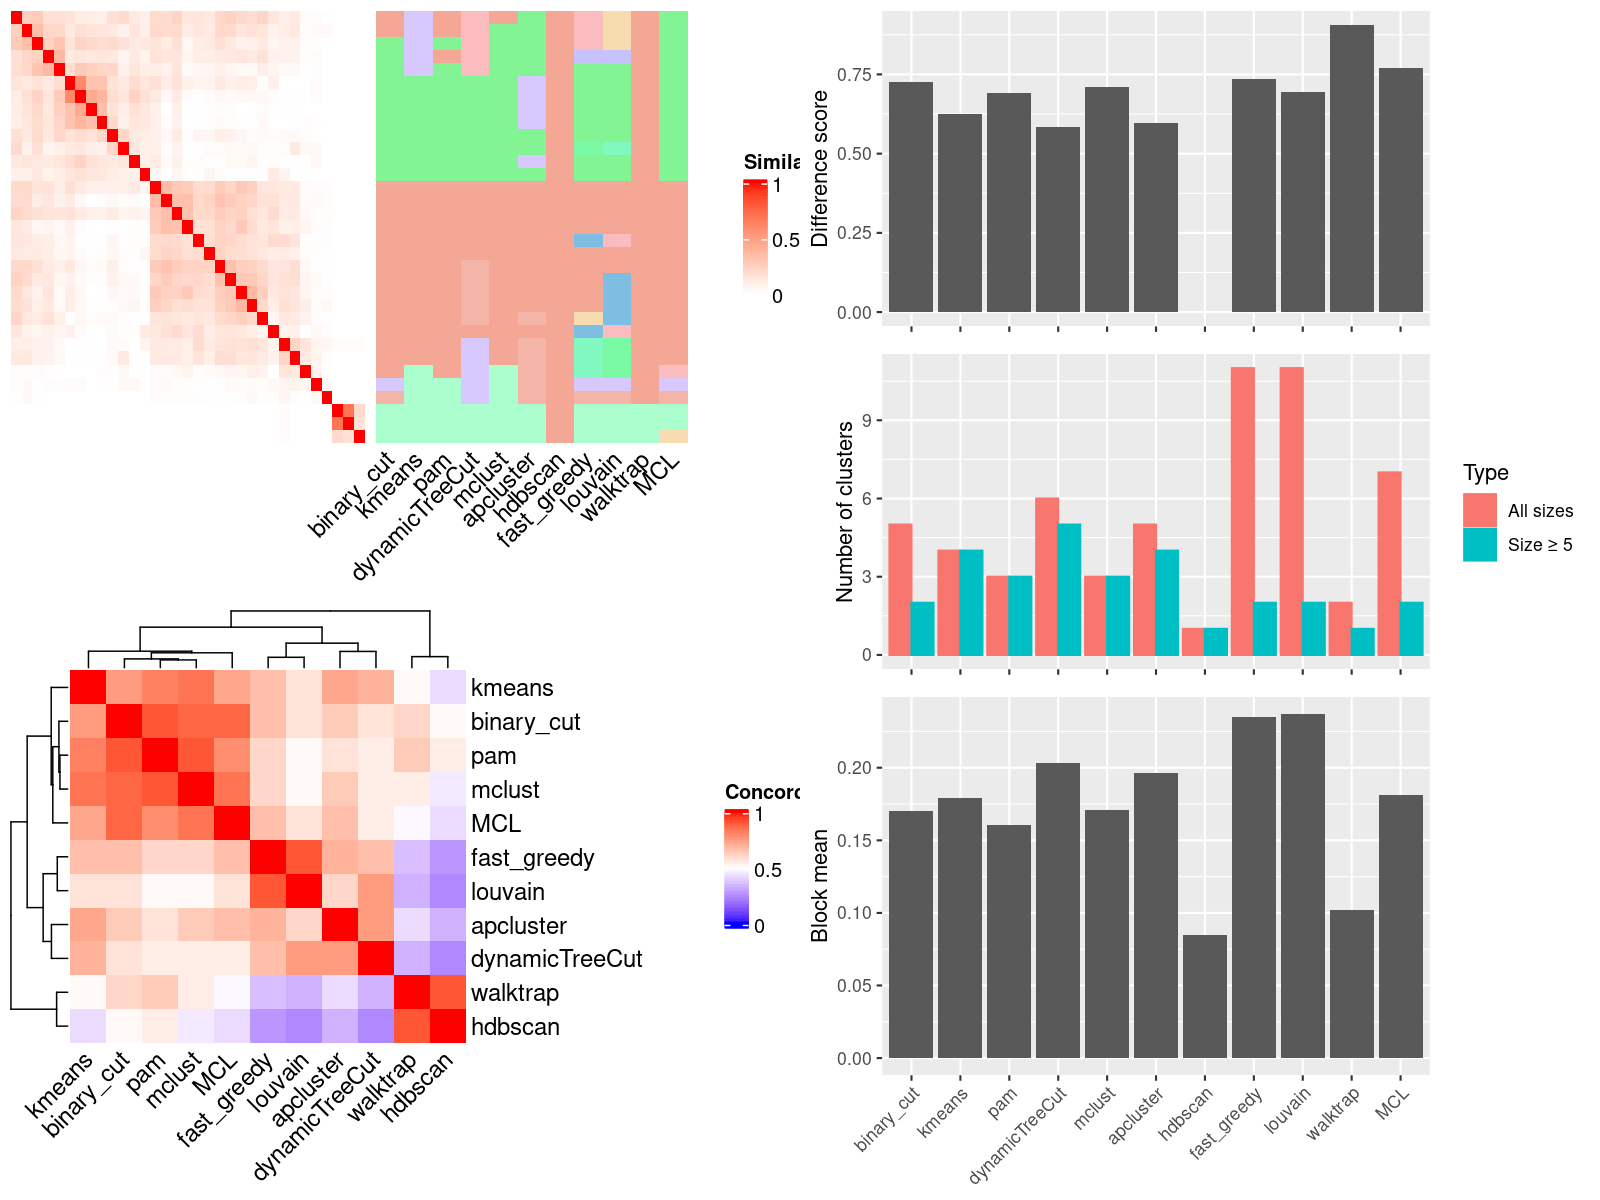 Simila
1
0.5
0
binary_cut
kmeans
pam
dynamicTreeCut
mclust
apcluster
hdbscan
fast_greedy
louvain
walktrap
MCL
kmeans
binary_cut
pam
mclust
MCL
fast_greedy
louvain
apcluster
dynamicTreeCut
walktrap
hdbscan
kmeans
binary_cut
pam
mclust
MCL
fast_greedy
louvain
apcluster
dynamicTreeCut
walktrap
hdbscan
Concord
1
0.5
0
Difference score
0.75
0.50
0.25
0.00
Number of clusters
9
6
3
0
Type
All sizes
Size ≥ 5
Block mean
0.20
0.15
0.10
0.05
0.00
binary_cut
kmeans
pam
dynamicTreeCut
mclust
apcluster
hdbscan
fast_greedy
louvain
walktrap
MCL